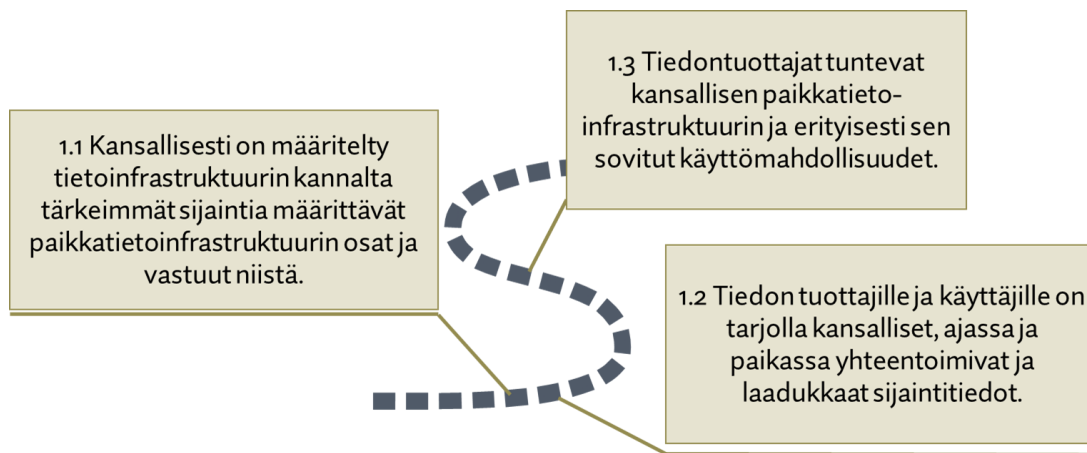 1.1 Kansallisesti on määritelty
tietoinfrastruktuurin kannalta
tärkeimmät sijaintia määrittävät
paikkatietoinfrastruktuurin osat ja
vastuut niistä.
1.2 Tiedon tuottajille ja käyttäjille on
tarjolla kansalliset, ajassa ja
paikassa yhteentoimivat ja
laadukkaat sijaintitiedot.
1.3 Tiedontuottajat tuntevat
kansallisen paikkatieto-
infrastruktuurin ja erityisesti sen
sovitut käyttömahdollisuudet.